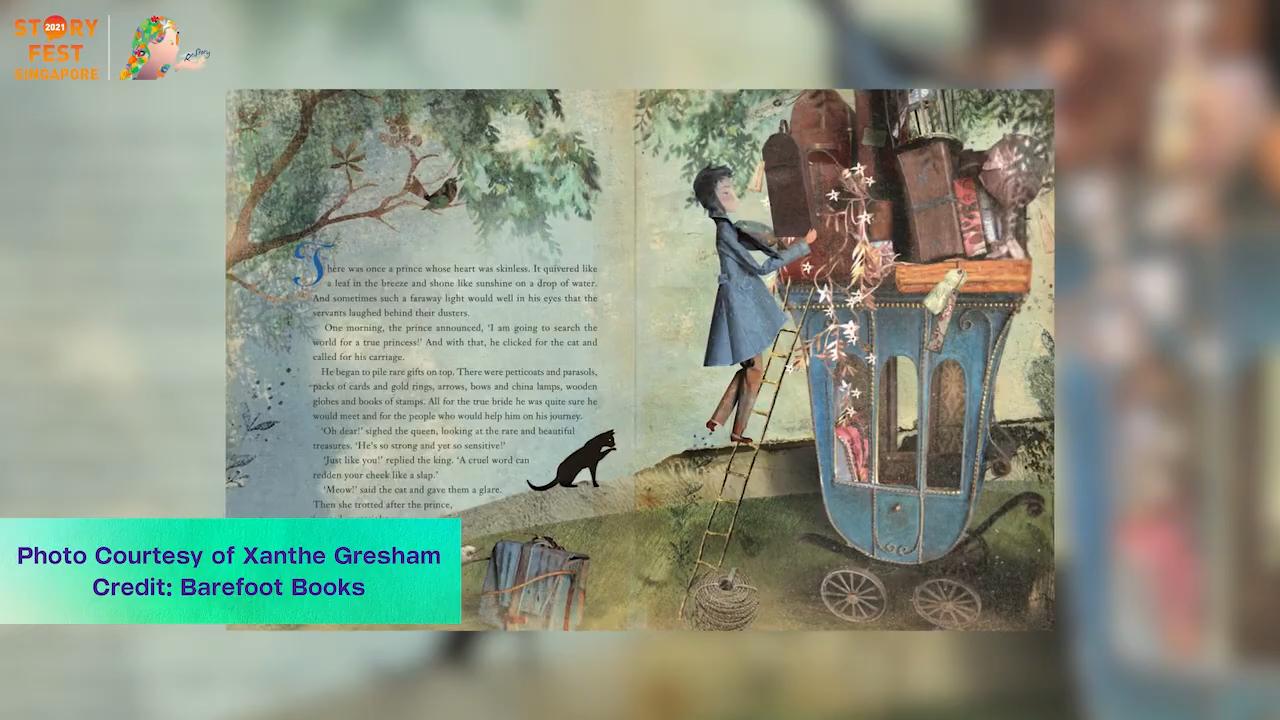 STORY
2021
FEST
SINGAPORE
There was once a prince whose heart was skinless. It quivered like
a leaf in the breeze and shone like sunshine on a drop of water.
And sometimes such a faraway light would well in his eyes that the
servants laughed behind their dusters.
One morning, the prince announced, 'I am going to search the
world for a true princess!' And with that, he clicked for the cat and
called for his carriage.
He began to pile rare gifts on top. There were petticoats and parasols,
packs of cards and gold rings, arrows, bows and china lamps, wooden
globes and books of stamps. All for the true bride he was quite sure he
would meet and for the people who would help him on his journey.
'Oh dear!' sighed the queen, looking at the rare and beautiful
treasures. 'He's so strong and yet so sensitive!'
'Just like you!' replied the king. 'A cruel word can
redden your cheek like a slap.'
'Meow!' said the cat and gave them a glare.
Then she trotted after the prince,
Photo Courtesy of Xanthe Gresham
Credit: Barefoot Books